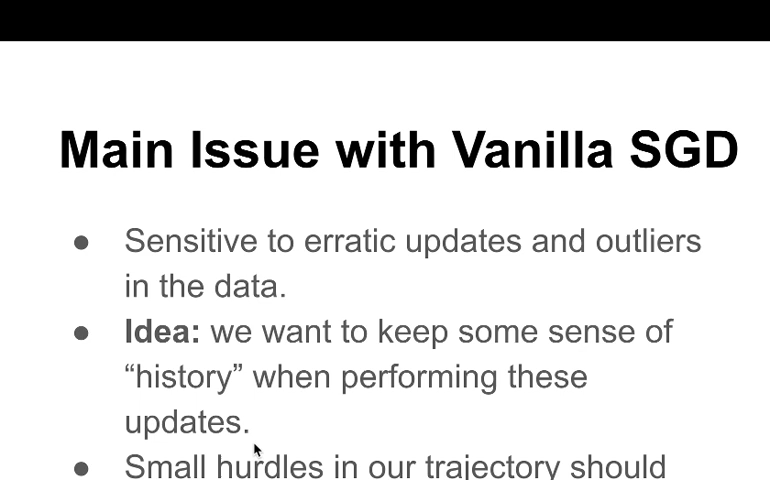 Main Issue with Vanilla SGD
● Sensitive to erratic updates and outliers
in the data.
● Idea: we want to keep some sense of
“history” when performing these
updates.
● Small hurdles in our trajectory should